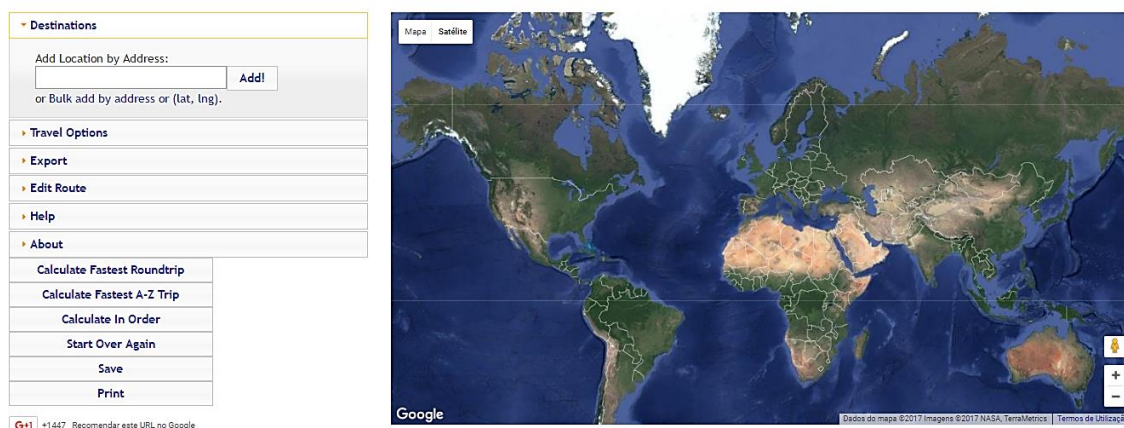 Destinations
Add Location by Address:
Add!
or Bulk add by address or (lat, lng).
Travel Options
Export
Edit Route
Help
About
Calculate Fastest Roundtrip
Calculate Fastest A-Z Trip
Calculate In Order
Start Over Again
Save
Print
G+1 +1447 Recomendar este URL no Google
Mapa Satélite
Google
Dados do mapa ©2017 Imagens ©2017 NASA, TerraMetrics Termos de Utilizaçã